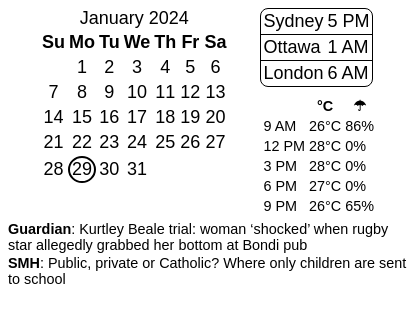 January 2024
Su Mo Tu We Th Fr Sa
1 2 3 4 5 6
7 8 9 10 11 12 13
14 15 16 17 18 19 20
21 22 23 24 25 26 27
28 29 30 31
Sydney 5 PM
Ottawa 1 AM
London 6 AM
°C ☂
9 AM 26°C 86%
12 PM 28°C 0%
3 PM 28°C 0%
6 PM 27°C 0%
9 PM 26°C 65%
Guardian: Kurtley Beale trial: woman ‘shocked’ when rugby
star allegedly grabbed her bottom at Bondi pub
SMH: Public, private or Catholic? Where only children are sent
to school